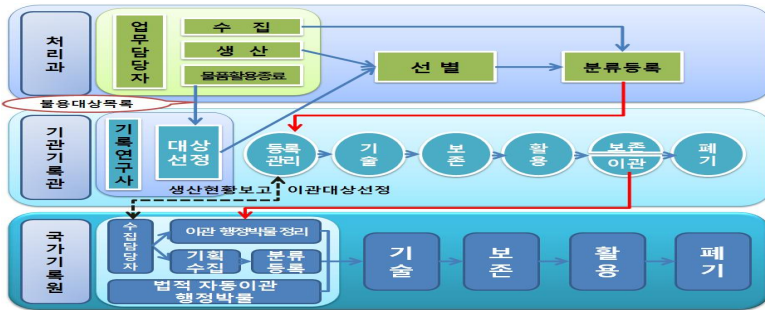 처리과
업무담당자
수 집
생 산
물품활용종료
선 별
분류등록
불용대상목록
기관기록관
기록연구사
대상
선정
등록
관리
기
술
보
존
활
용
보존
이관
폐
기
생산현황보고
이관대상선정
국가기록원
수집담당자
이관 행정박물 정리
기획
수집
분류
등록
법적 자동이관
행정박물
기
술
보
존
활
용
폐
기